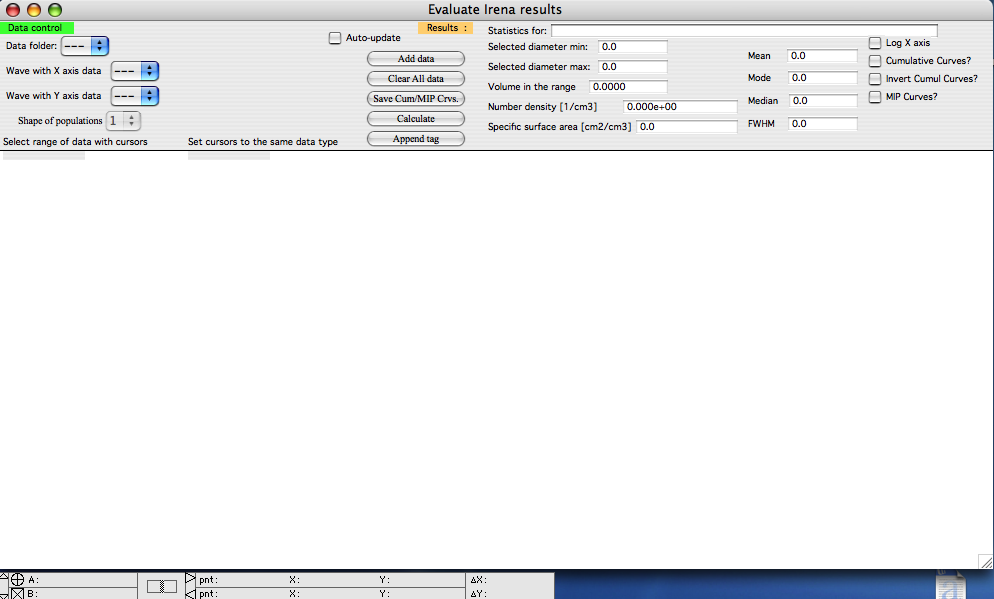 Evaluate Irena results
Data control
Data folder: ---
Wave with X axis data ---
Wave with Y axis data ---
Shape of populations 1
Select range of data with cursors
Set cursors to the same data type
Auto-update
Add data
Clear All data
Save Cum/MIP Crvs.
Calculate
Append tag
Results :
Statistics for:
Selected diameter min: 0.0
Selected diameter max: 0.0
Volume in the range 0.0000
Number density [1/cm3] 0.000e+00
Specific surface area [cm2/cm3] 0.0
Mean 0.0
Mode 0.0
Median 0.0
FWHM 0.0
Log X axis
Cumulative Curves?
Invert Cumul Curves?
MIP Curves?
A: pnt: X: Y: ΔX:
B: pnt: X: Y: ΔY: